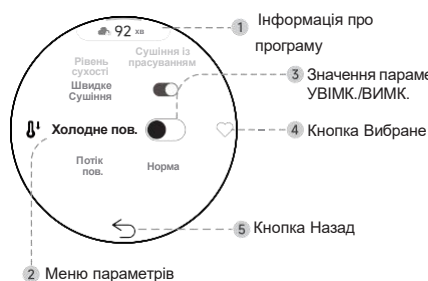 92 хв
1 Інформація про
програму
Рівень
сухості
Сушіння із
прасуванням
Швидке
Сушіння
3 Значення параме
УВІМК./ВИМК.
Холодне пов.
4 Кнопка Вибране
Потік
пов.
Норма
5 Кнопка Назад
2 Меню параметрів